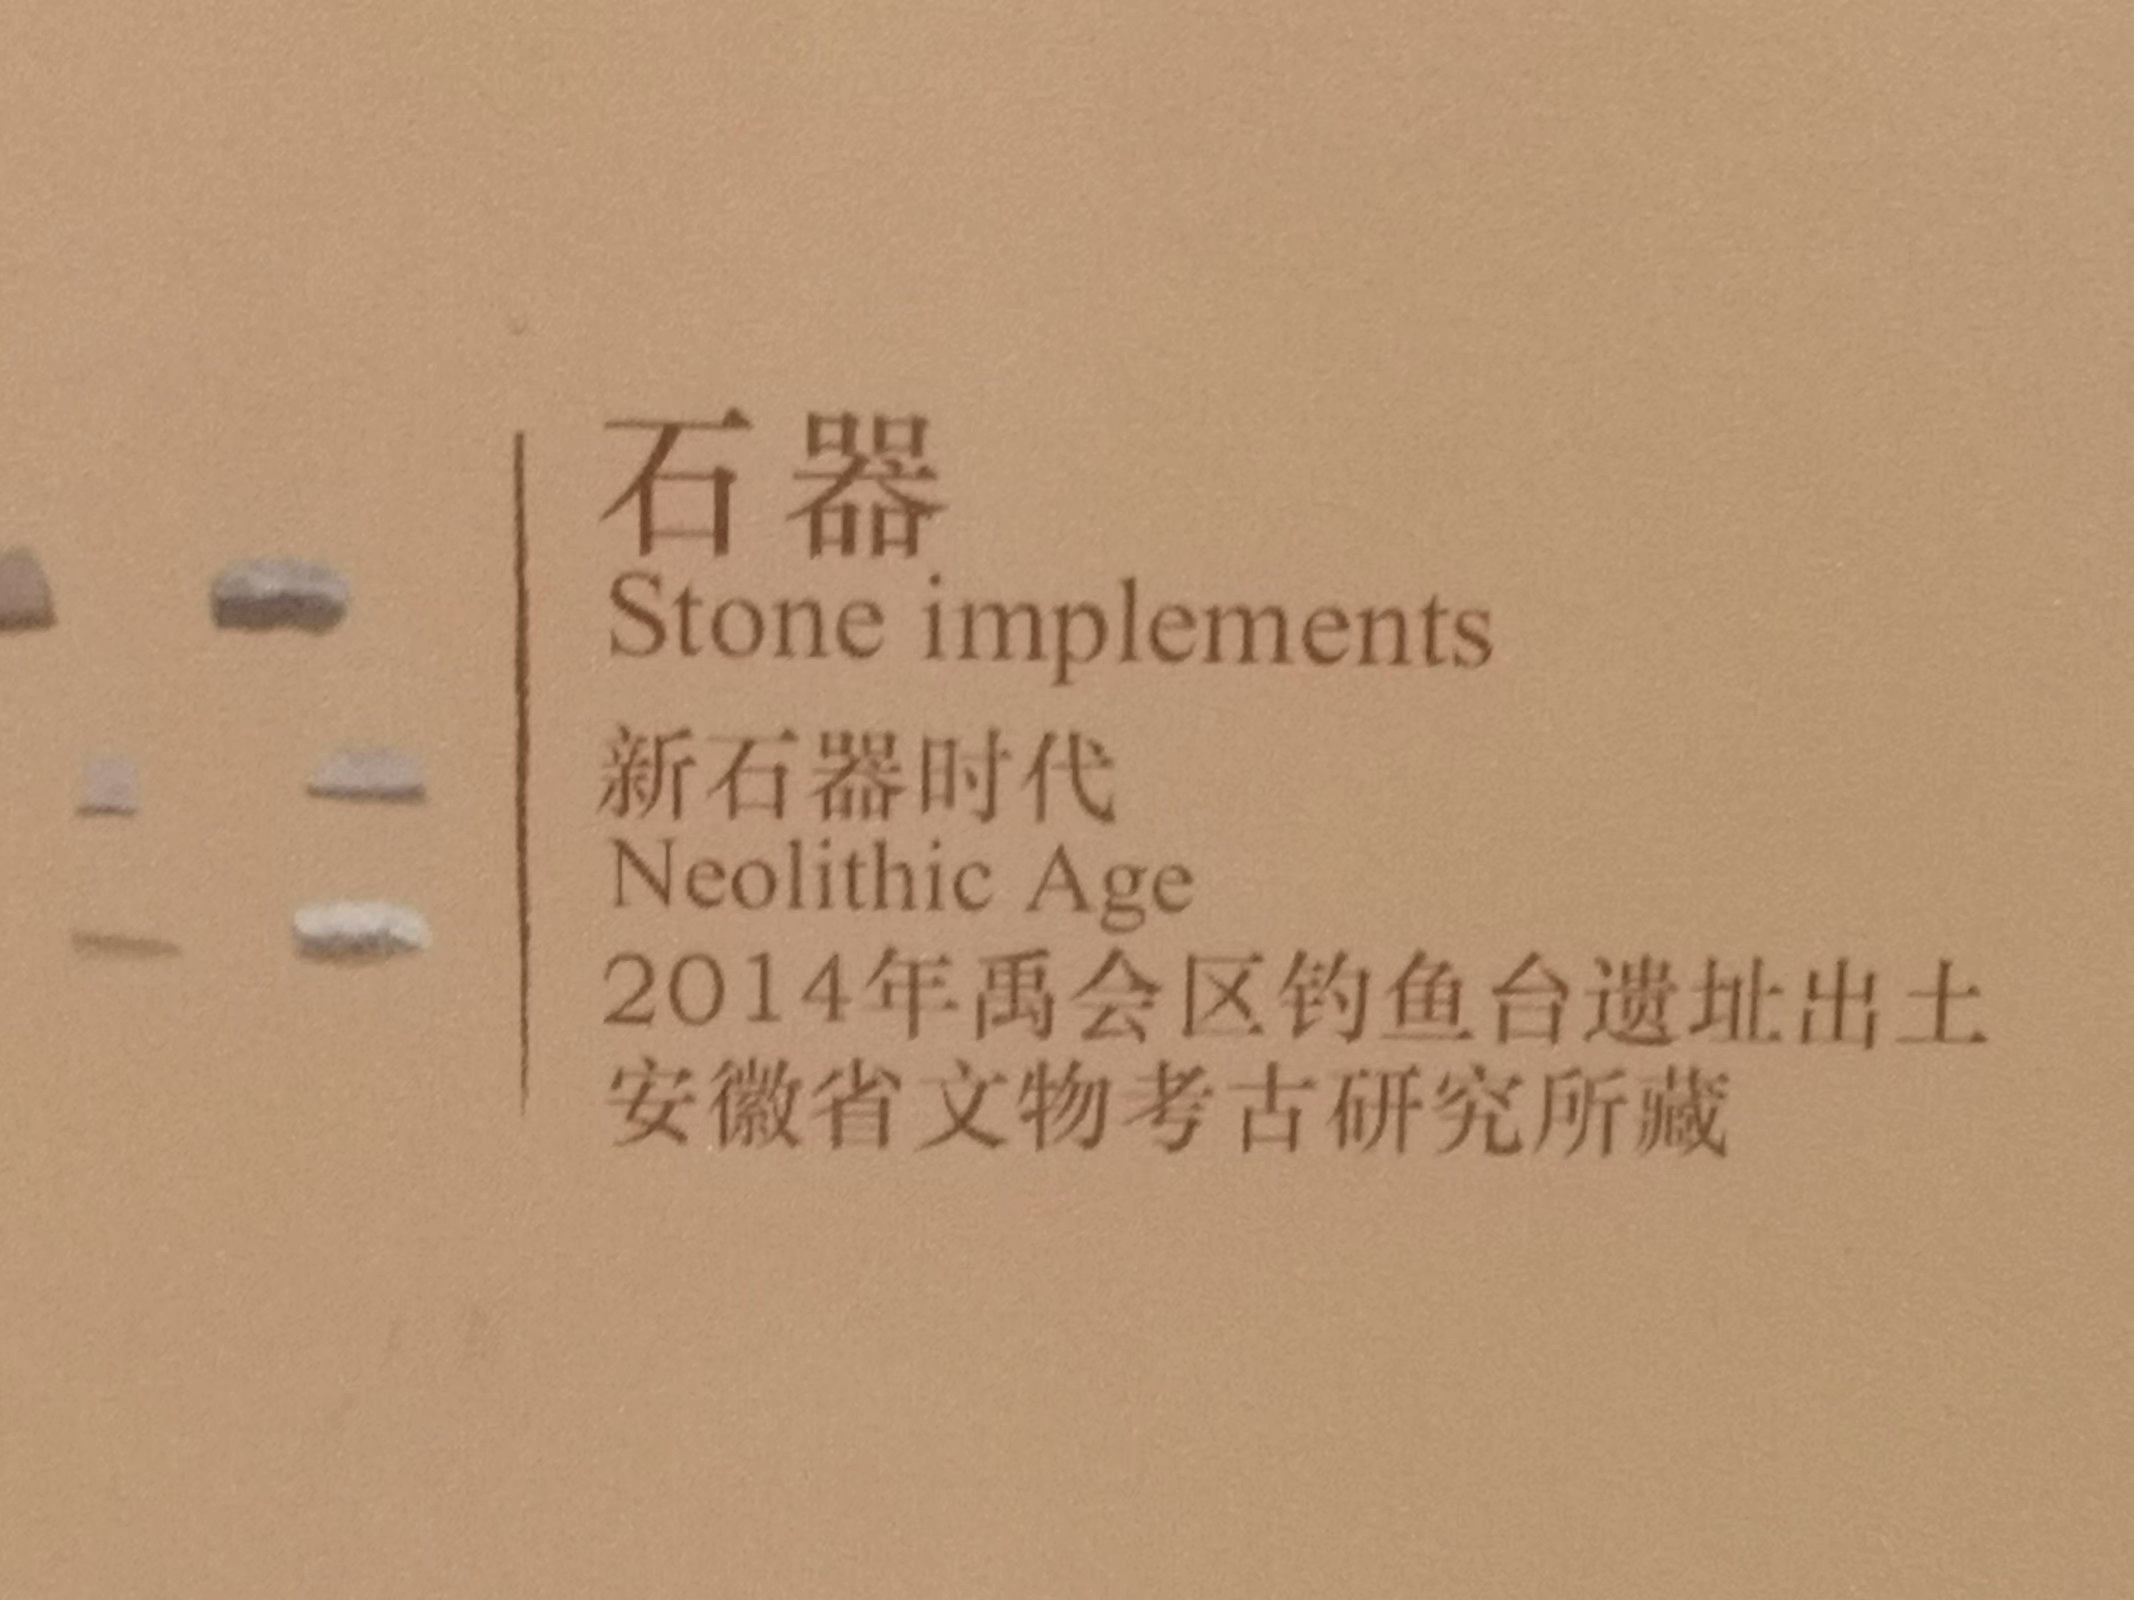 石器
Stone implements
新石器时代
Neolithic Age
2014年禹会区钓鱼台遗址出土
安徽省文物考古研究所藏